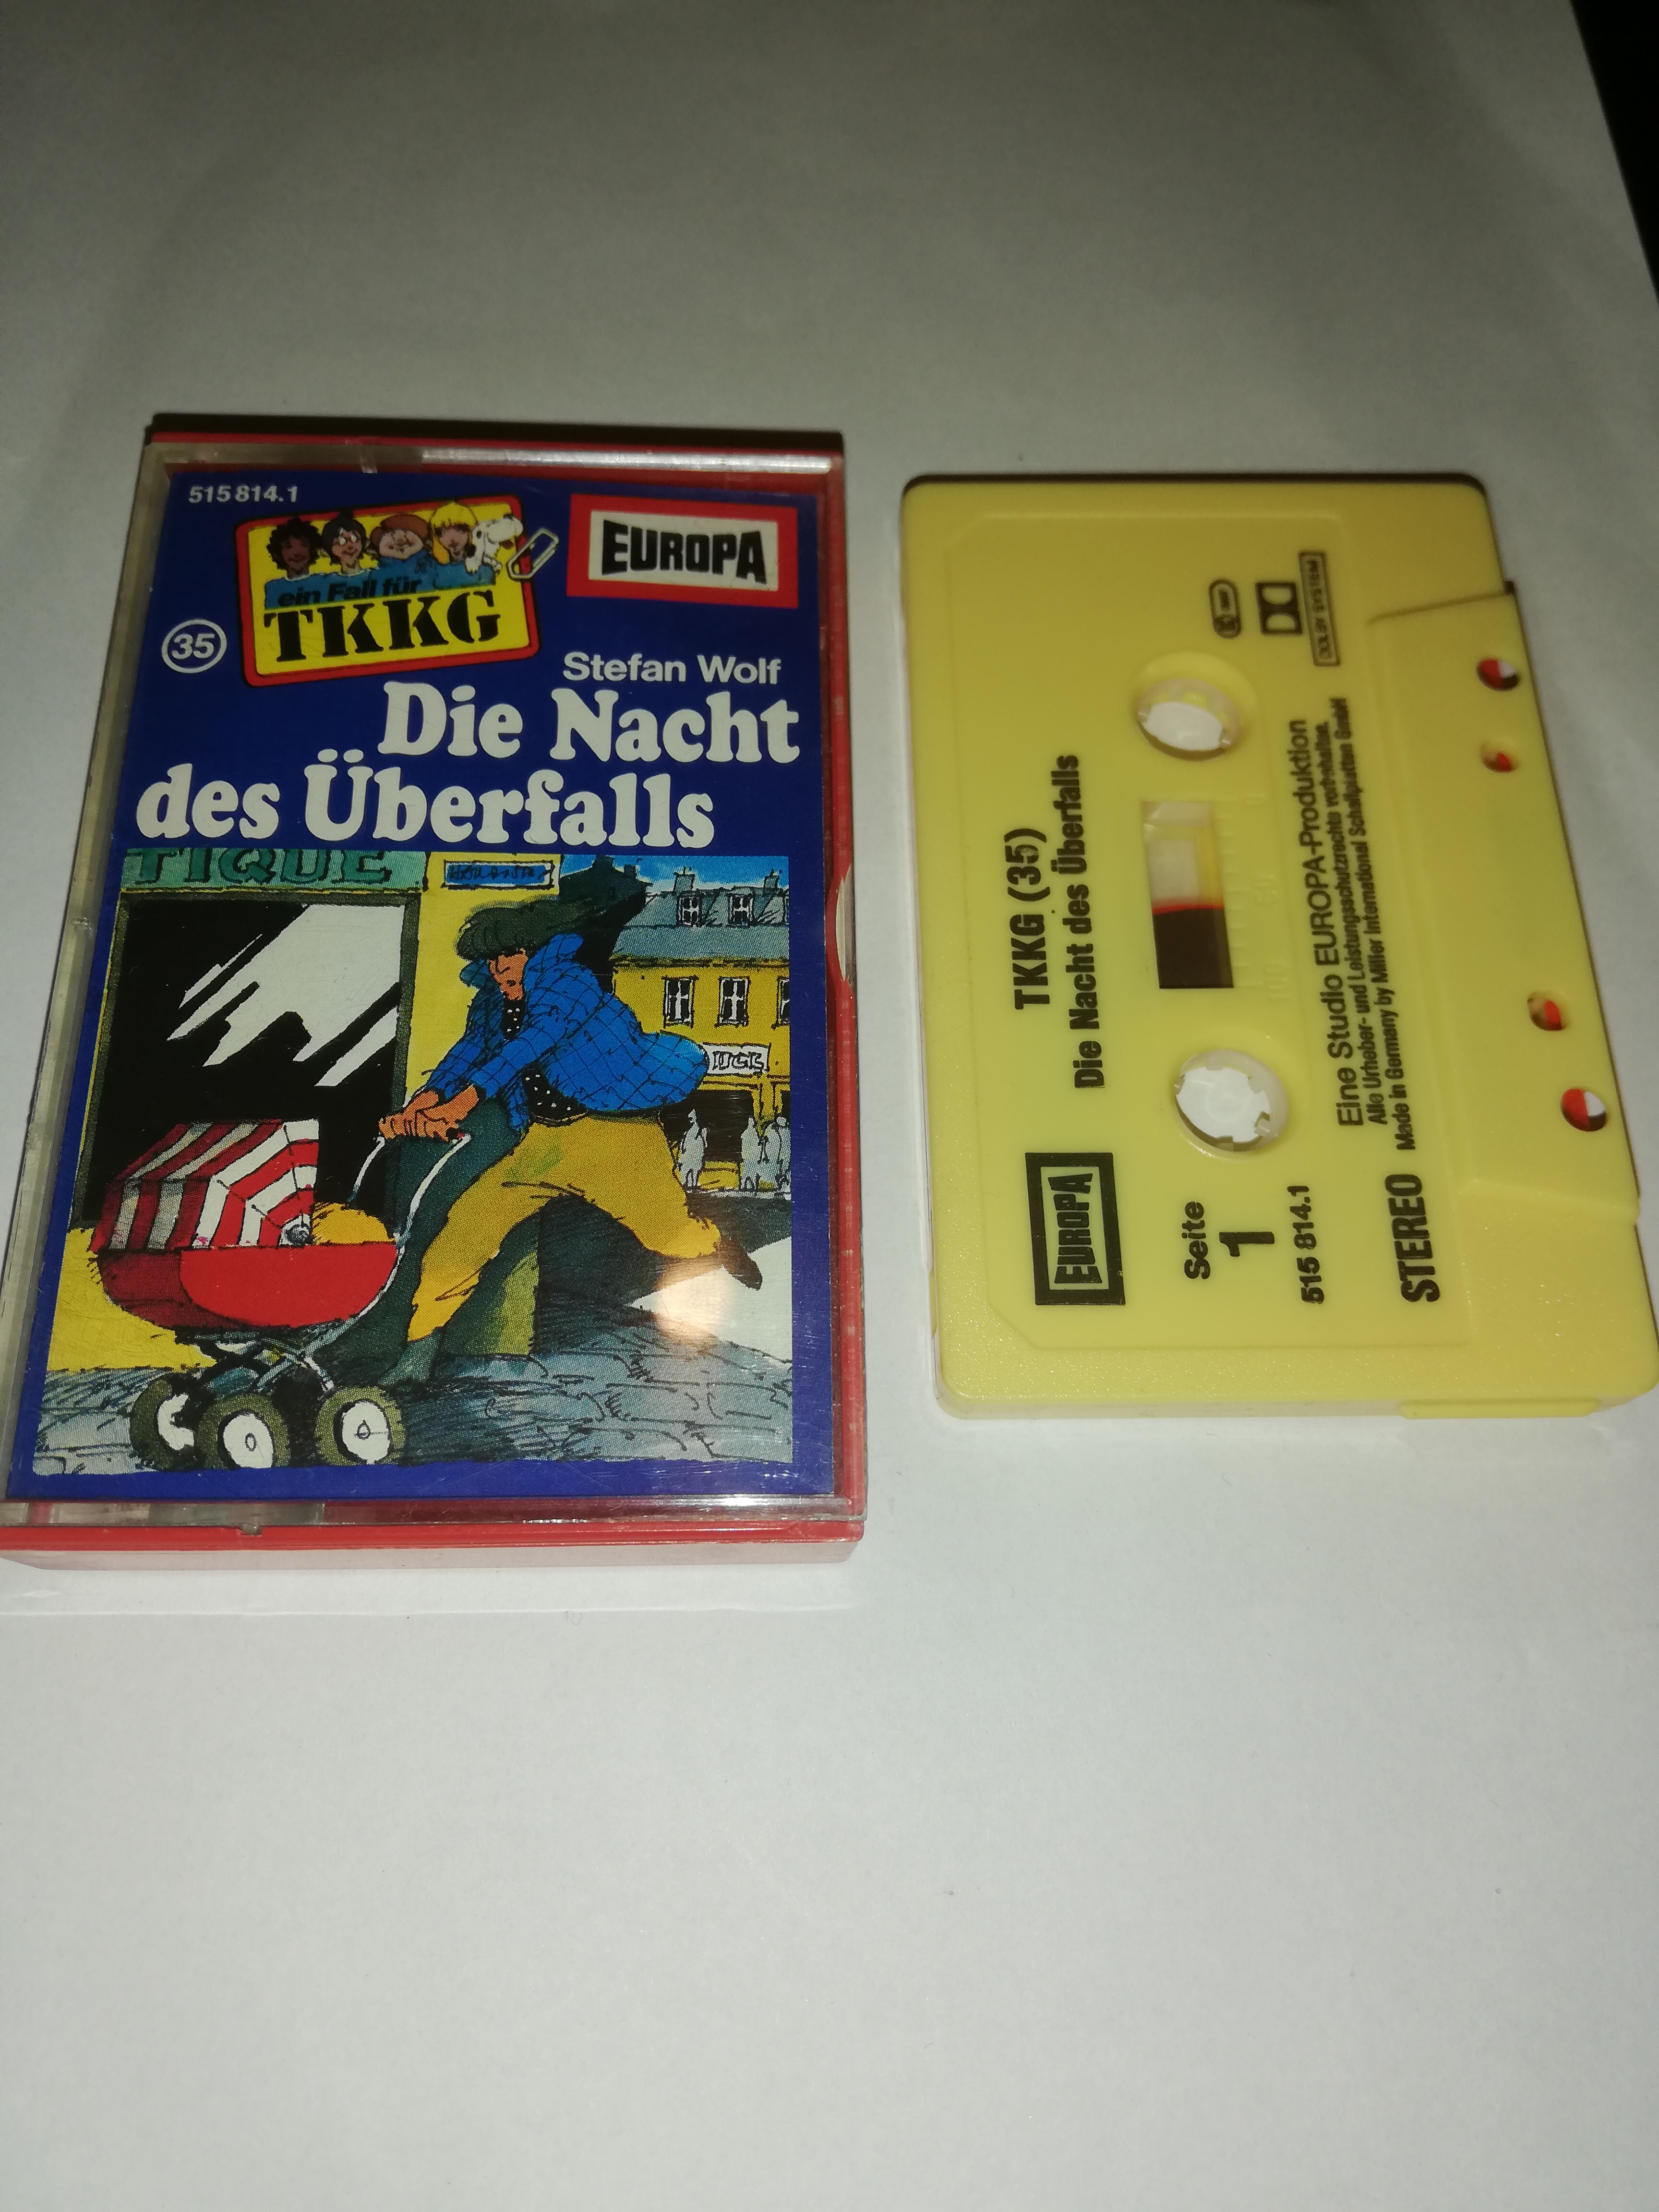 515 814.1
ein Fall für
TKKG
EUROPA
35
Stefan Wolf
Die Nacht
des Überfalls
TIQUE
TKKG (35)
Die Nacht des Überfalls
EUROPA
Seite
1
515 814.1
STEREO
DOLBY SYSTEM
Eine Studio EUROPA-Produktion
Alle Urheber- und Leistungsschutzrechte vorbehalten.
Made in Germany by Miller International Schallplatten GmbH